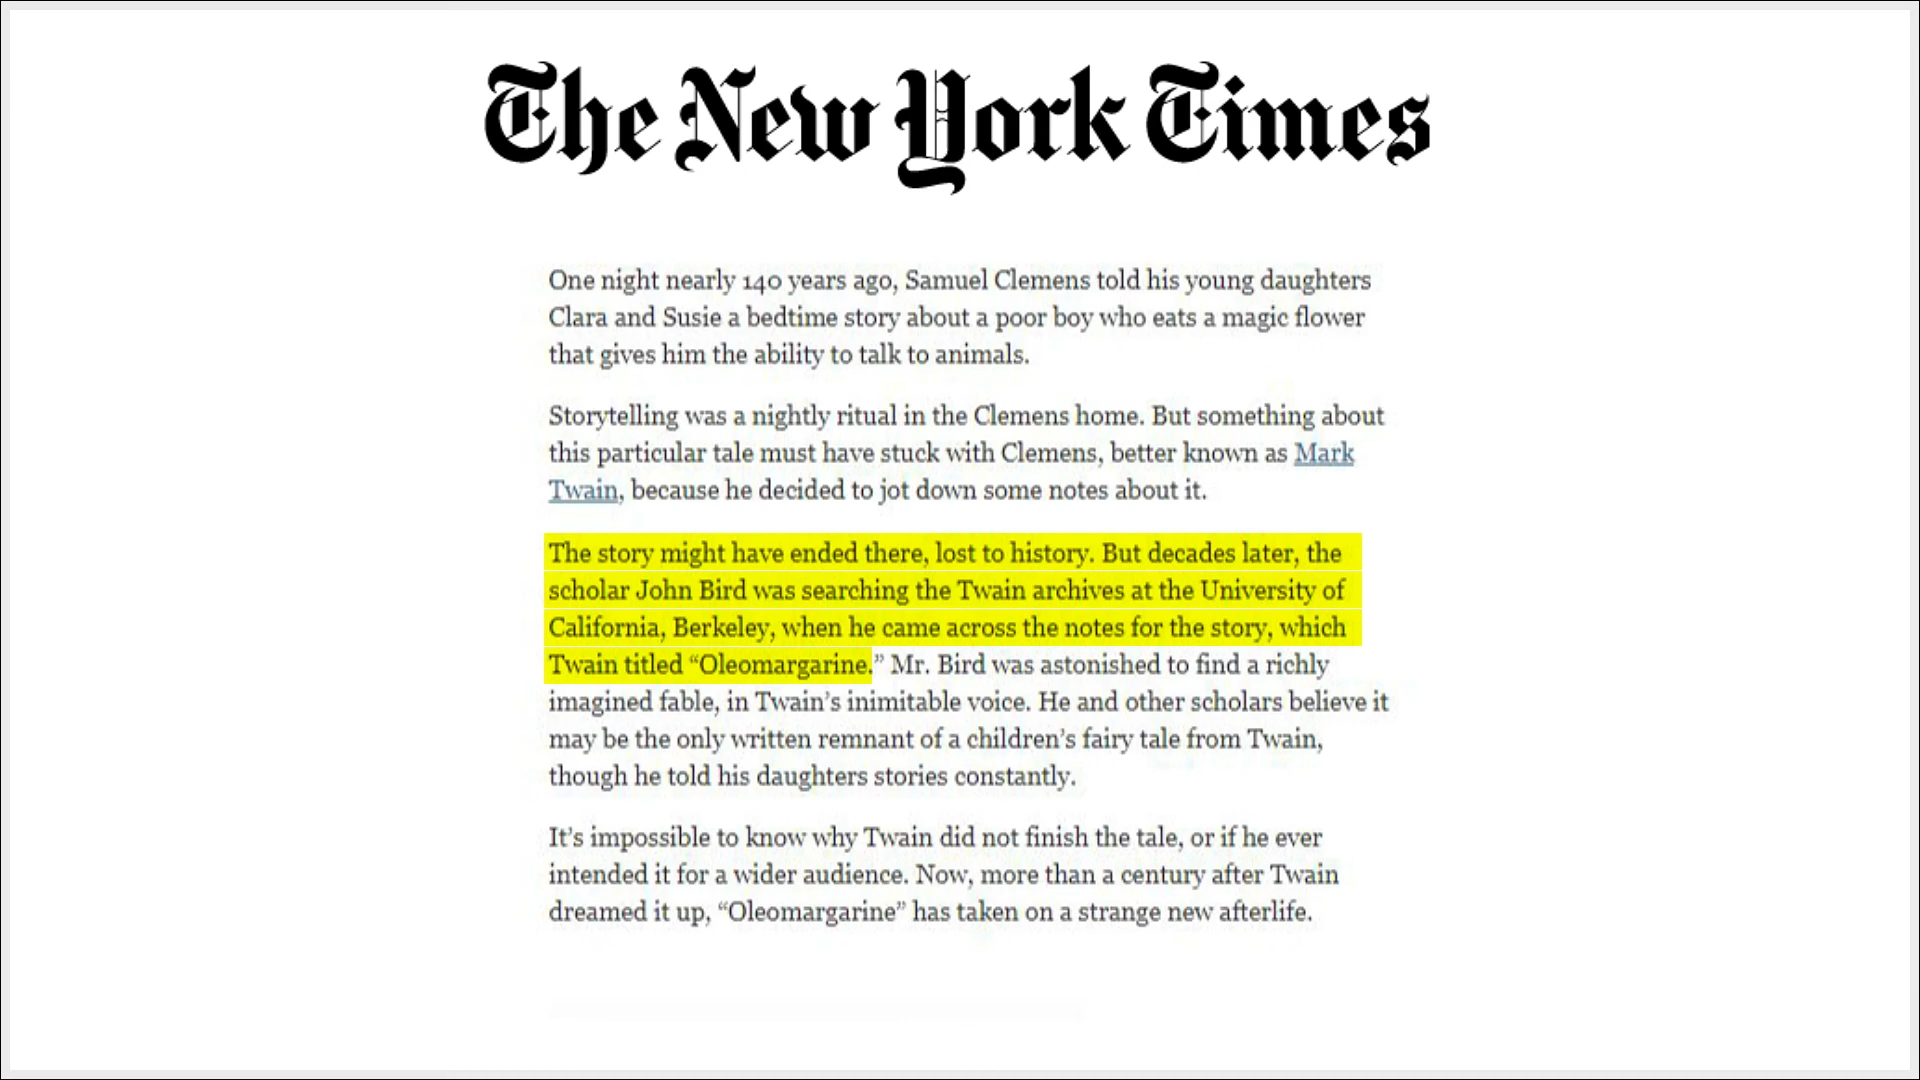 The New York Times
One night nearly 140 years ago, Samuel Clemens told his young daughters
Clara and Susie a bedtime story about a poor boy who eats a magic flower
that gives him the ability to talk to animals.
Storytelling was a nightly ritual in the Clemens home. But something about
this particular tale must have stuck with Clemens, better known as Mark
Twain, because he decided to jot down some notes about it.
The story might have ended there, lost to history. But decades later, the
scholar John Bird was searching the Twain archives at the University of
California, Berkeley, when he came across the notes for the story, which
Twain titled “Oleomargarine.” Mr. Bird was astonished to find a richly
imagined fable, in Twain’s inimitable voice. He and other scholars believe it
may be the only written remnant of a children’s fairy tale from Twain,
though he told his daughters stories constantly.
It’s impossible to know why Twain did not finish the tale, or if he ever
intended it for a wider audience. Now, more than a century after Twain
dreamed it up, “Oleomargarine” has taken on a strange new afterlife.